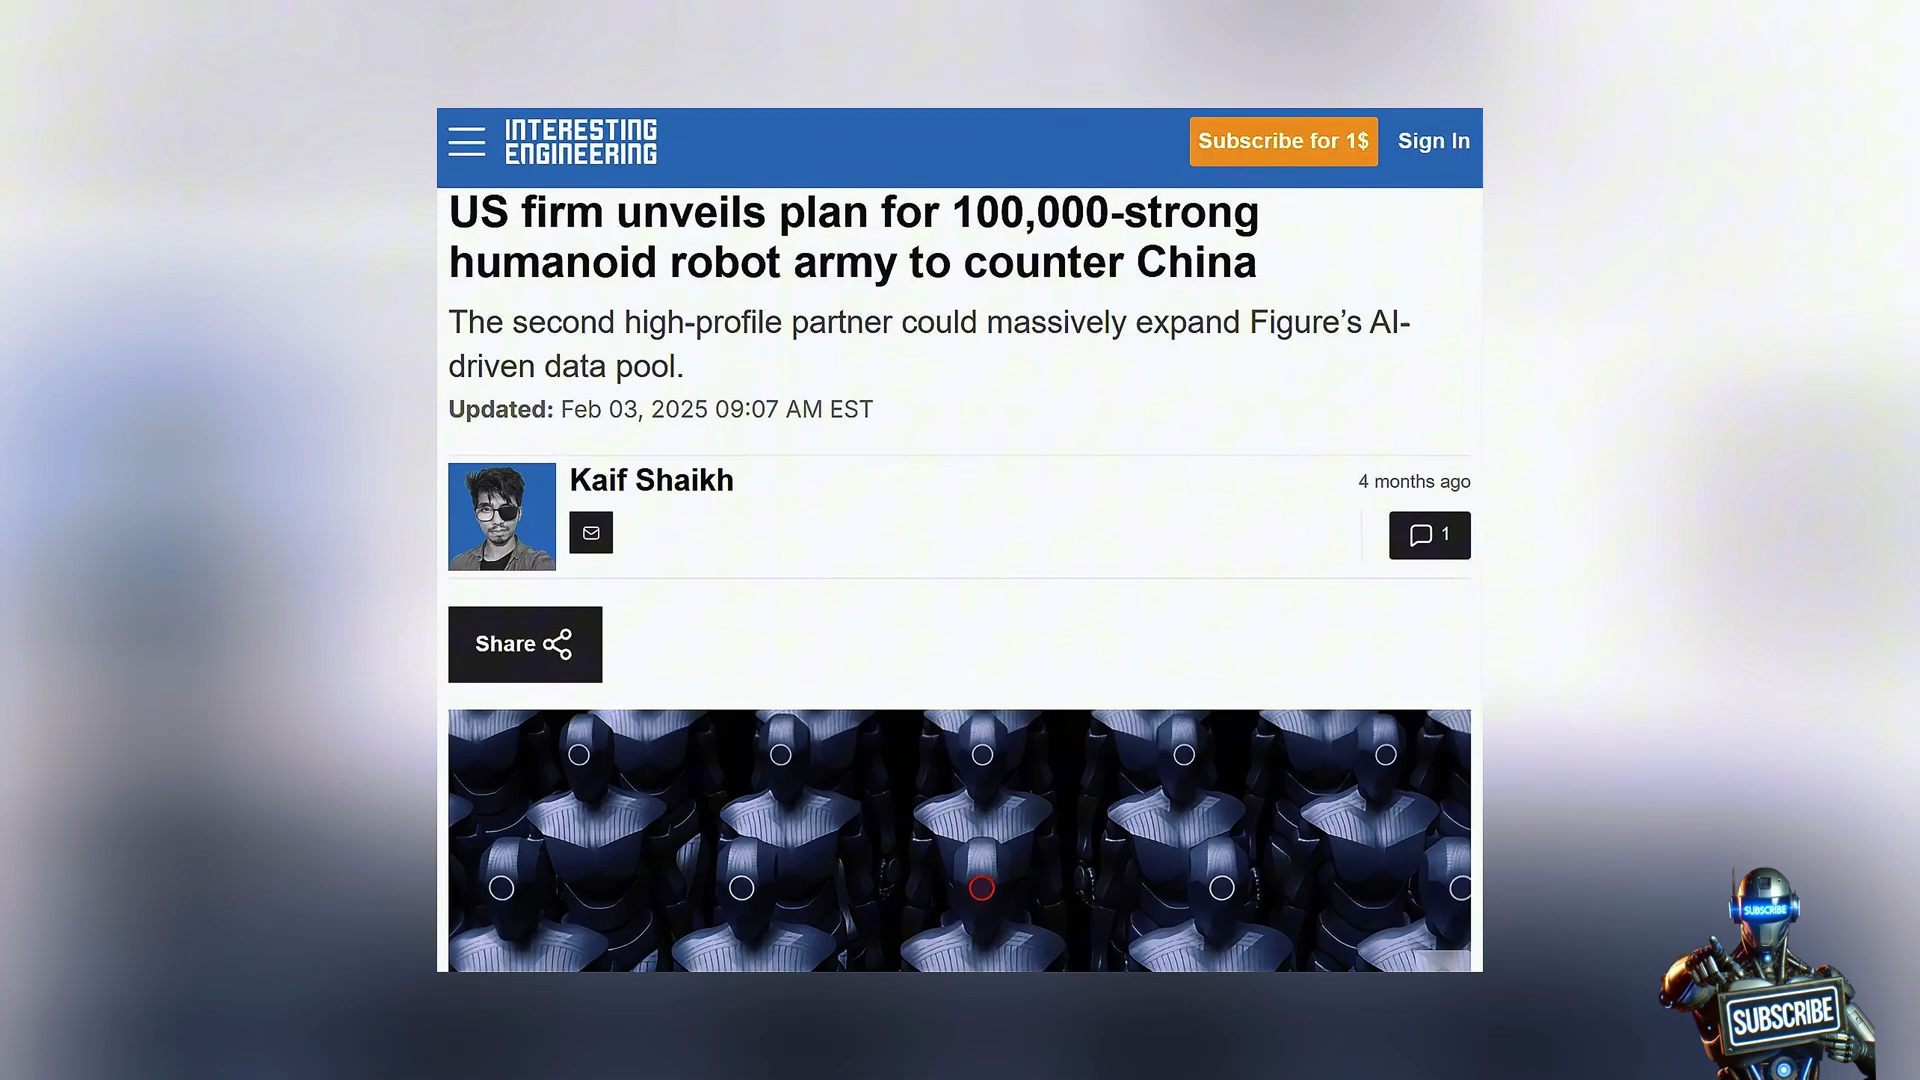 INTERESTING
ENGINEERING
Subscribe for 1$
Sign In
US firm unveils plan for 100,000-strong
humanoid robot army to counter China
The second high-profile partner could massively expand Figure’s AI-
driven data pool.
Updated: Feb 03, 2025 09:07 AM EST
Kaif Shaikh
4 months ago
1
Share
SUBSCRIBE
SUBSCRIBE